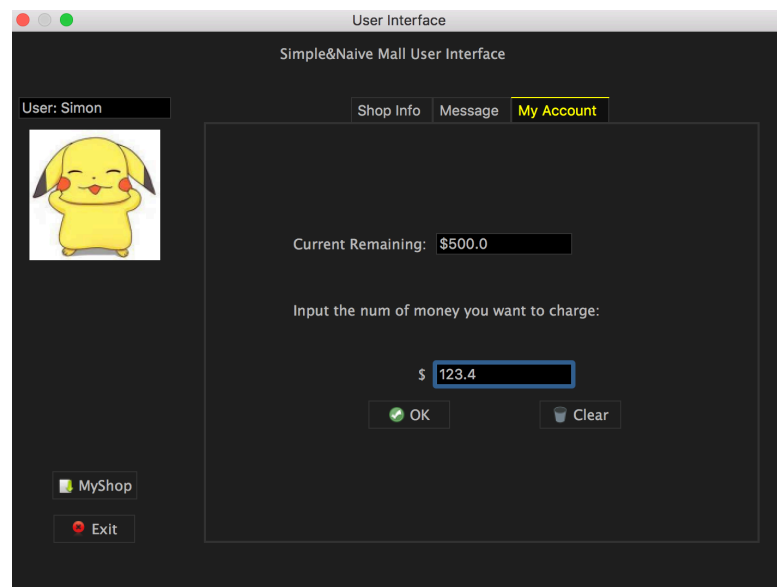 User Interface
Simple&Naive Mall User Interface
User: Simon
Shop Info Message My Account
Current Remaining: $500.0
Input the num of money you want to charge:
$ 123.4
OK Clear
MyShop
Exit